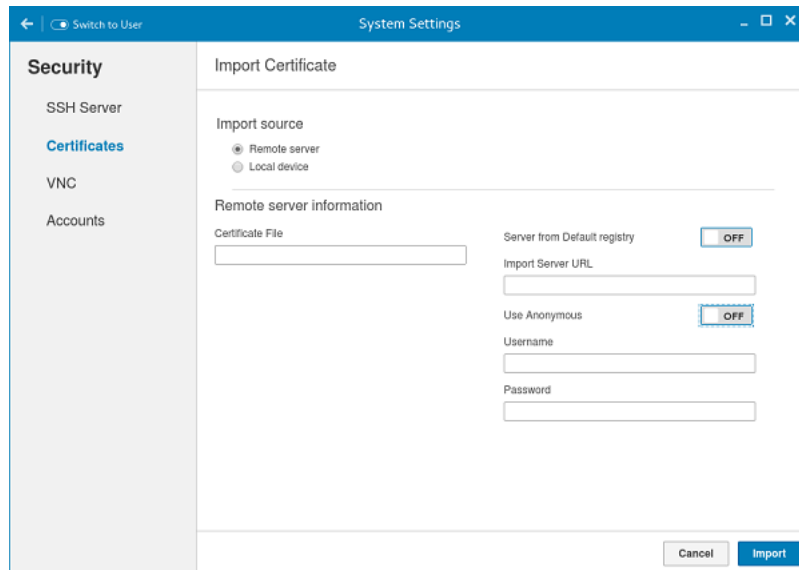 Switch to User
System Settings
Security
SSH Server
Certificates
VNC
Accounts
Import Certificate
Import source
Remote server
Local device
Remote server information
Certificate File
Server from Default registry OFF
Import Server URL
Use Anonymous OFF
Username
Password
Cancel Import